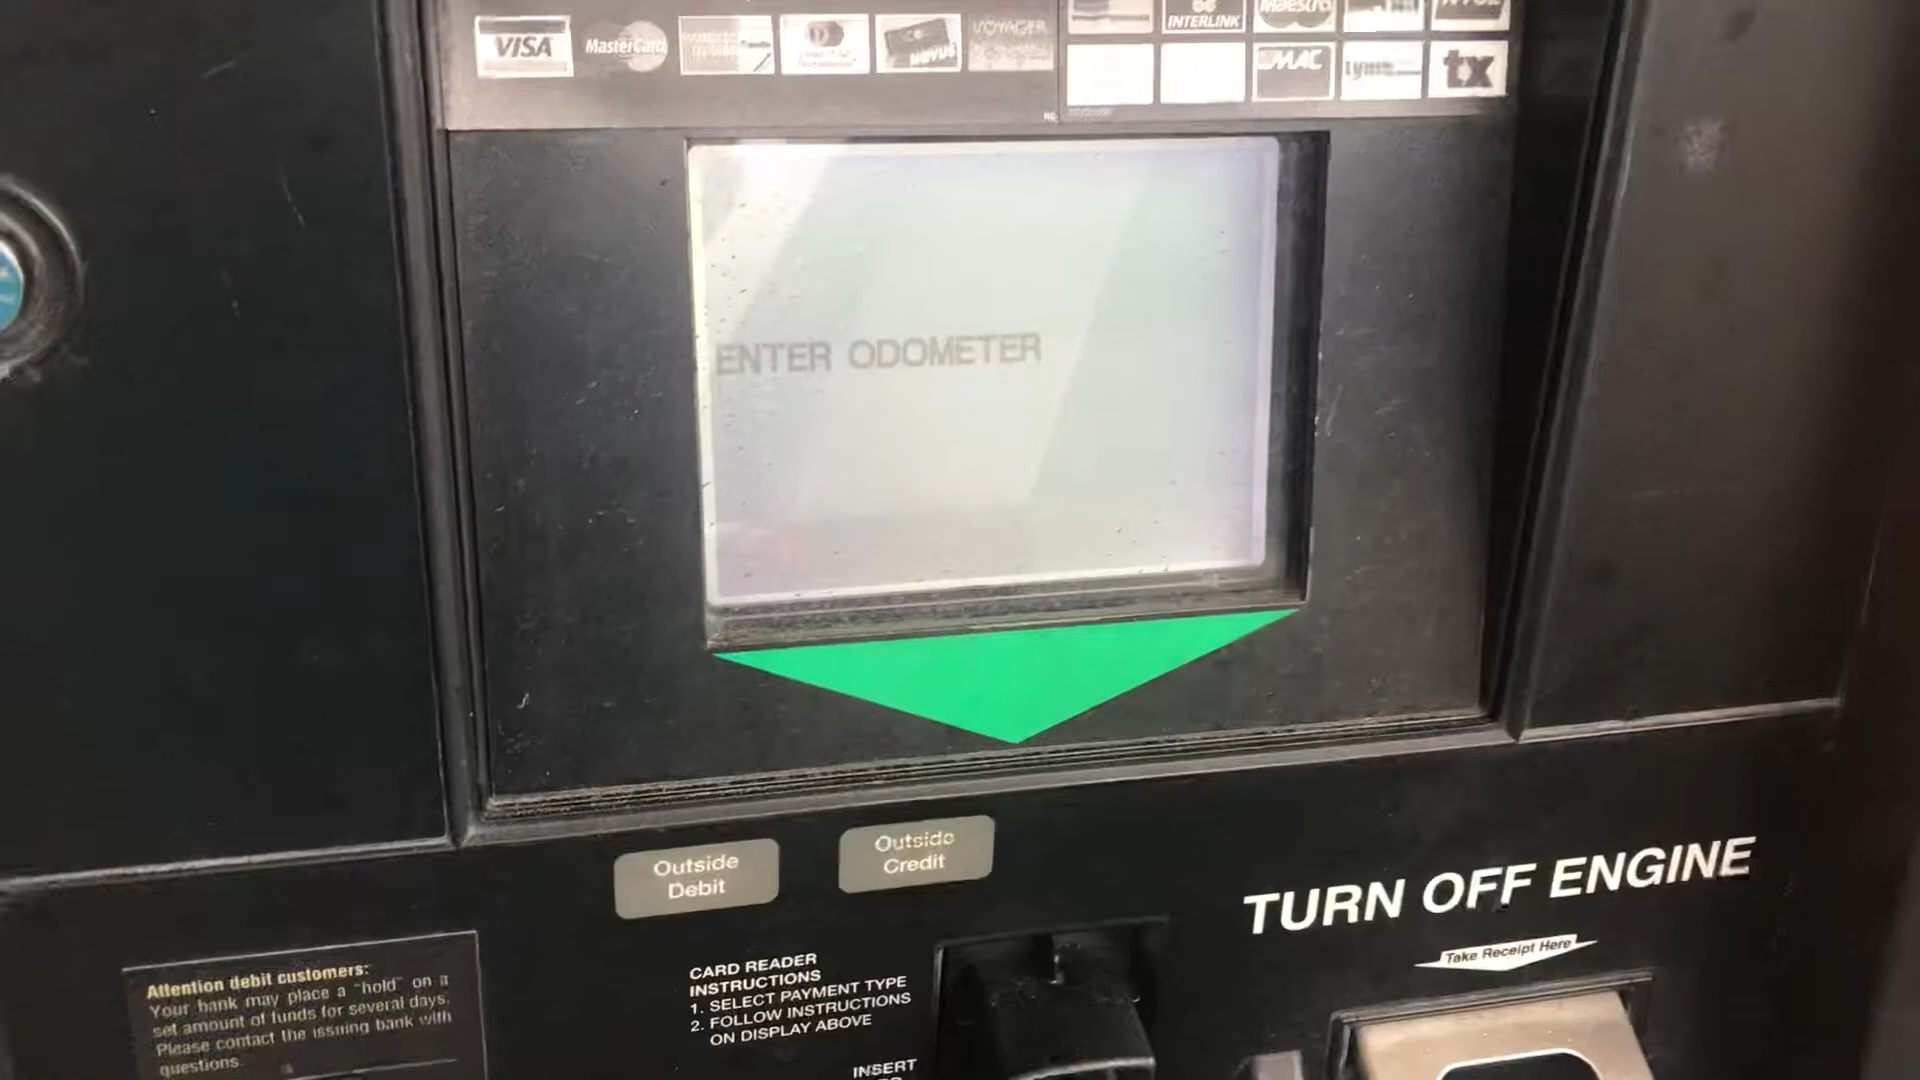 VISA
MasterCard
NOVUS
VOYAGER
INTERLINK
Maestro
MAC
tx
ENTER ODOMETER
Outside
Debit
Outside
Credit
TURN OFF ENGINE
Take Receipt Here
Attention debit customers:
Your bank may place a "hold" on a
set amount of funds for several days.
Please contact the issuing bank with
questions.
CARD READER
INSTRUCTIONS
1. SELECT PAYMENT TYPE
2. FOLLOW INSTRUCTIONS
ON DISPLAY ABOVE
INSERT